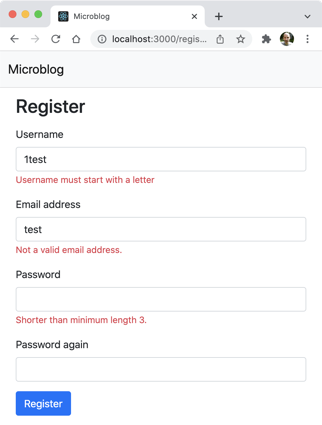 Microblog
localhost:3000/regis...
Microblog
Register
Username
1test
Username must start with a letter
Email address
test
Not a valid email address.
Password
Shorter than minimum length 3.
Password again
Register